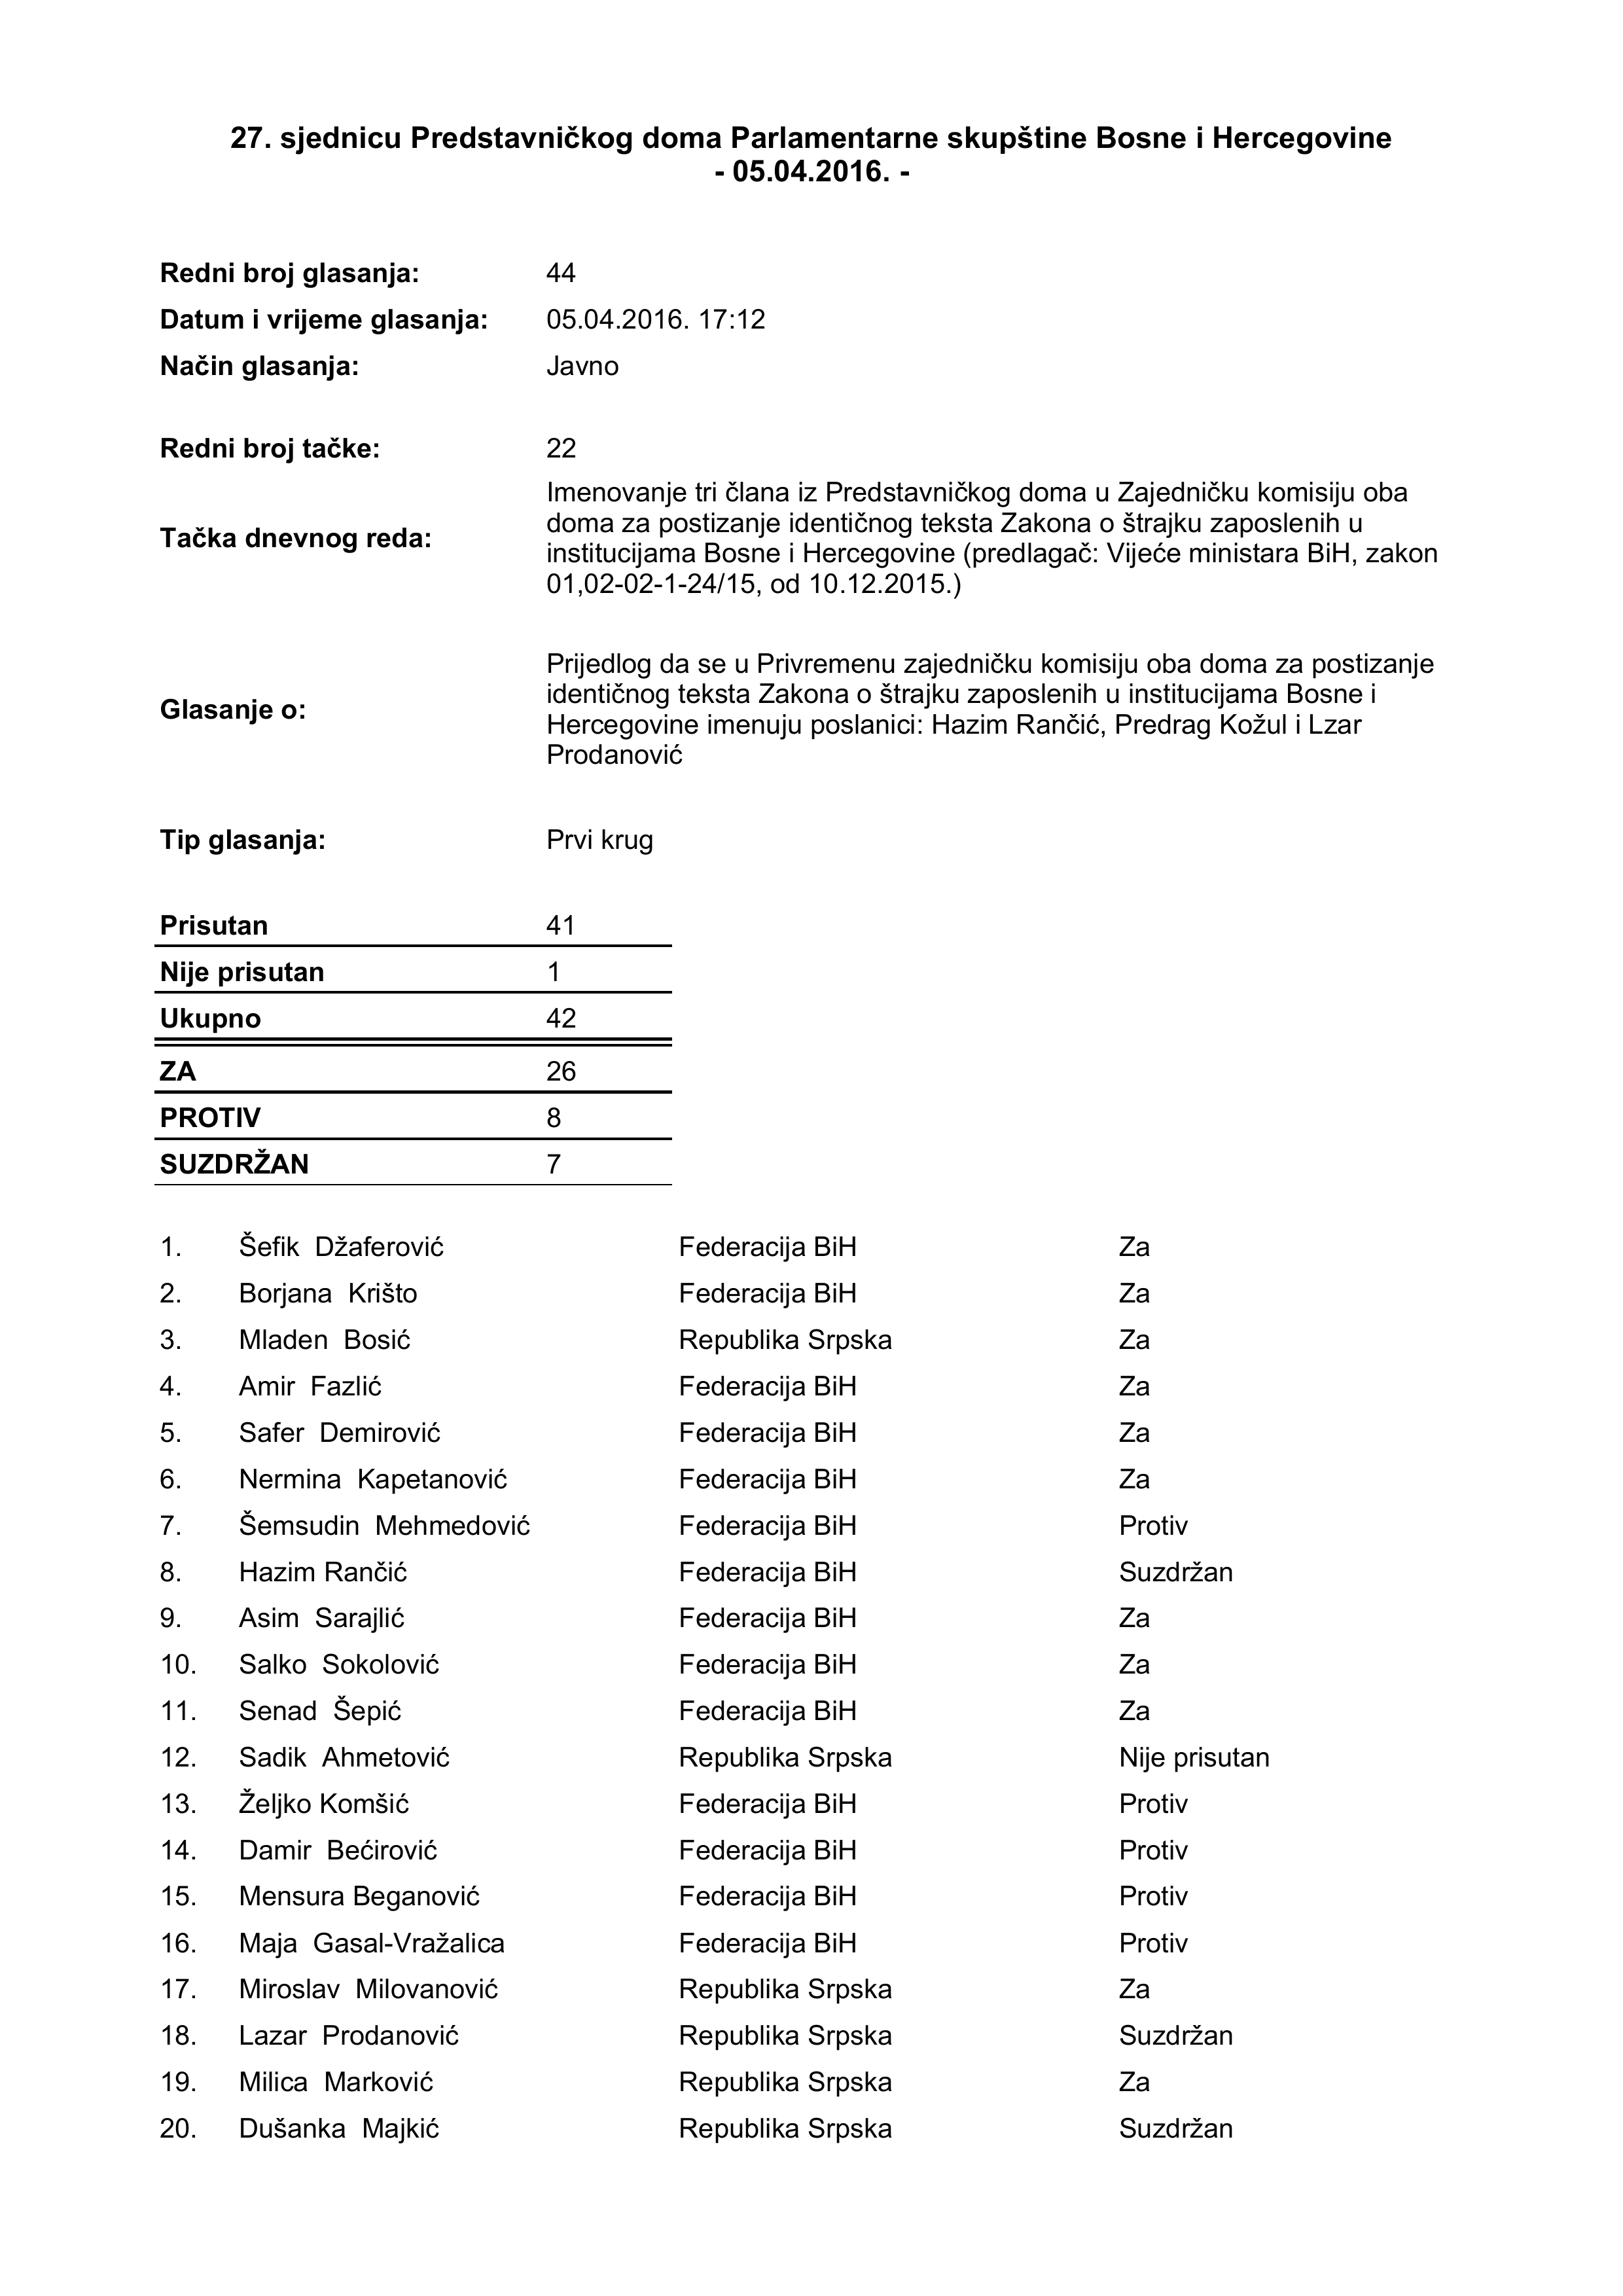 27. sjednicu Predstavničkog doma Parlamentarne skupštine Bosne i Hercegovine
- 05.04.2016. -
Redni broj glasanja: 44
Datum i vrijeme glasanja: 05.04.2016. 17:12
Način glasanja: Javno
Redni broj tačke: 22
Tačka dnevnog reda: Imenovanje tri člana iz Predstavničkog doma u Zajedničku komisiju oba
doma za postizanje identičnog teksta Zakona o štrajku zaposlenih u
institucijama Bosne i Hercegovine (predlagač: Vijeće ministara BiH, zakon
01,02-02-1-24/15, od 10.12.2015.)
Glasanje o: Prijedlog da se u Privremenu zajedničku komisiju oba doma za postizanje
identičnog teksta Zakona o štrajku zaposlenih u institucijama Bosne i
Hercegovine imenuju poslanici: Hazim Rančić, Predrag Kožul i Lzar
Prodanović
Tip glasanja: Prvi krug
Prisutan 41
Nije prisutan 1
Ukupno 42
ZA 26
PROTIV 8
SUZDRŽAN 7
1. Šefik Džaferović Federacija BiH Za
2. Borjana Krišto Federacija BiH Za
3. Mladen Bosić Republika Srpska Za
4. Amir Fazlić Federacija BiH Za
5. Safer Demirović Federacija BiH Za
6. Nermina Kapetanović Federacija BiH Za
7. Šemsudin Mehmedović Federacija BiH Protiv
8. Hazim Rančić Federacija BiH Suzdržan
9. Asim Sarajlić Federacija BiH Za
10. Salko Sokolović Federacija BiH Za
11. Senad Šepić Federacija BiH Za
12. Sadik Ahmetović Republika Srpska Nije prisutan
13. Željko Komšić Federacija BiH Protiv
14. Damir Bećirović Federacija BiH Protiv
15. Mensura Beganović Federacija BiH Protiv
16. Maja Gasal-Vražalica Federacija BiH Protiv
17. Miroslav Milovanović Republika Srpska Za
18. Lazar Prodanović Republika Srpska Suzdržan
19. Milica Marković Republika Srpska Za
20. Dušanka Majkić Republika Srpska Suzdržan